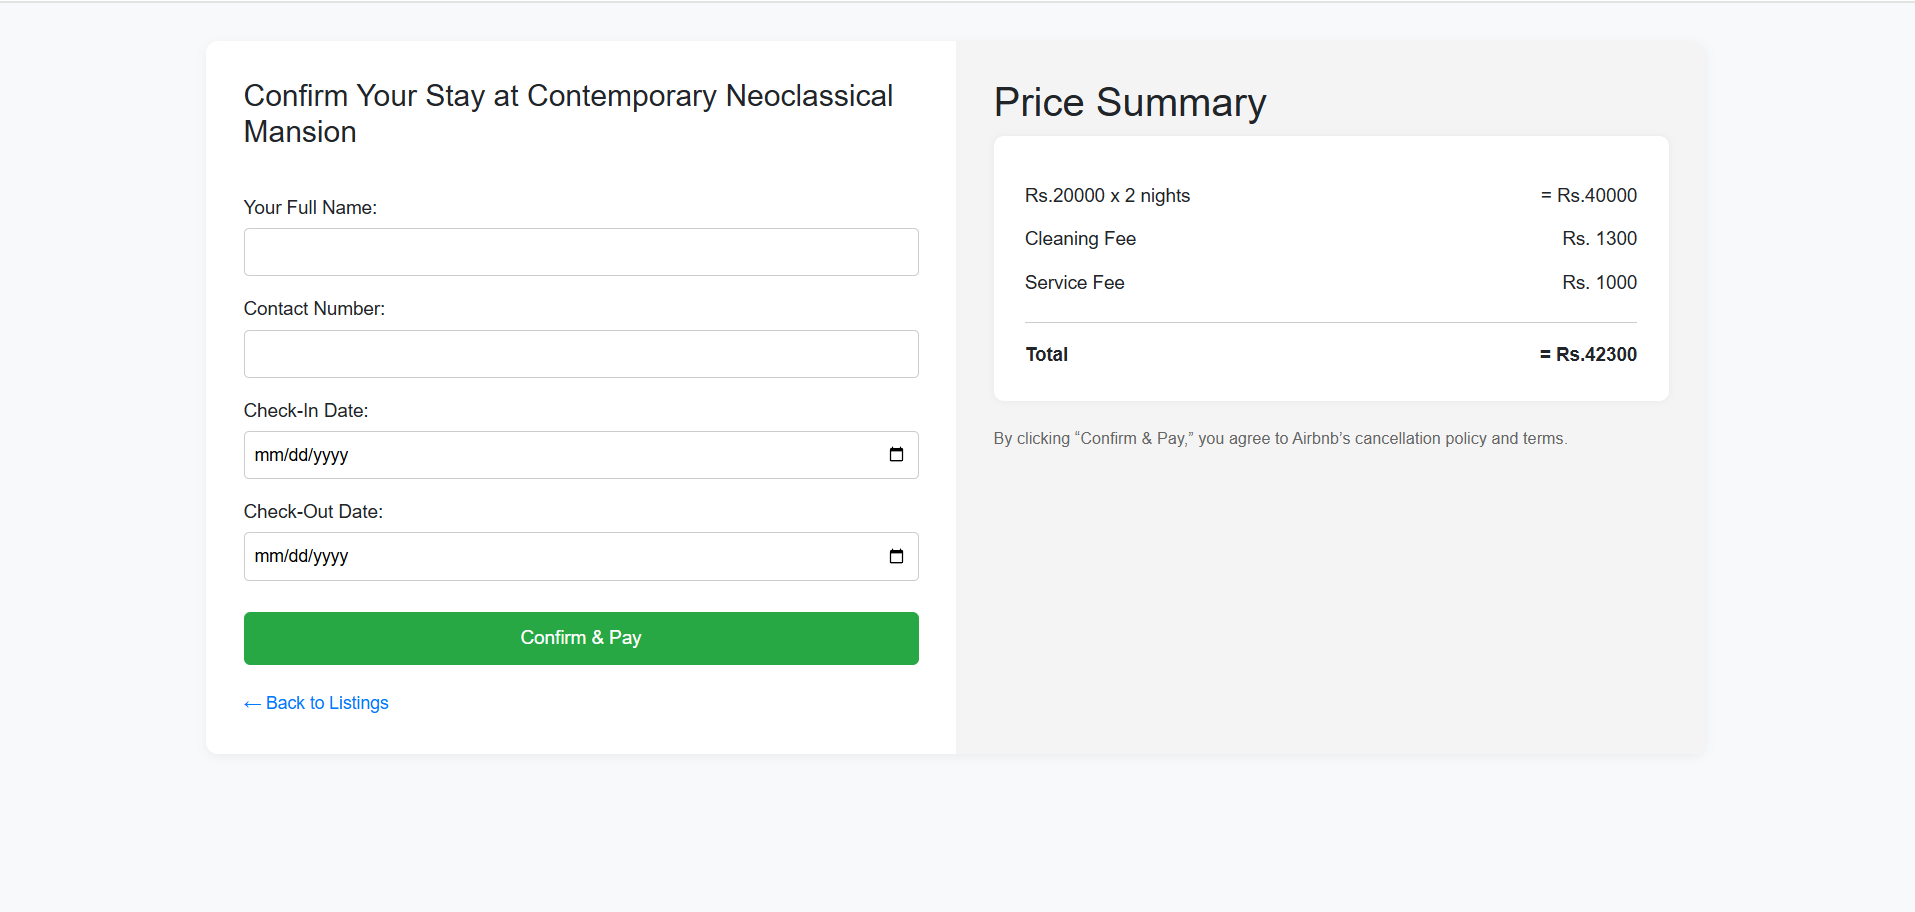 Confirm Your Stay at Contemporary Neoclassical
Mansion
Your Full Name:
Contact Number:
Check-In Date:
mm/dd/yyyy
Check-Out Date:
mm/dd/yyyy
Confirm & Pay
← Back to Listings
Price Summary
Rs.20000 x 2 nights = Rs.40000
Cleaning Fee Rs. 1300
Service Fee Rs. 1000
Total = Rs.42300
By clicking “Confirm & Pay,” you agree to Airbnb’s cancellation policy and terms.